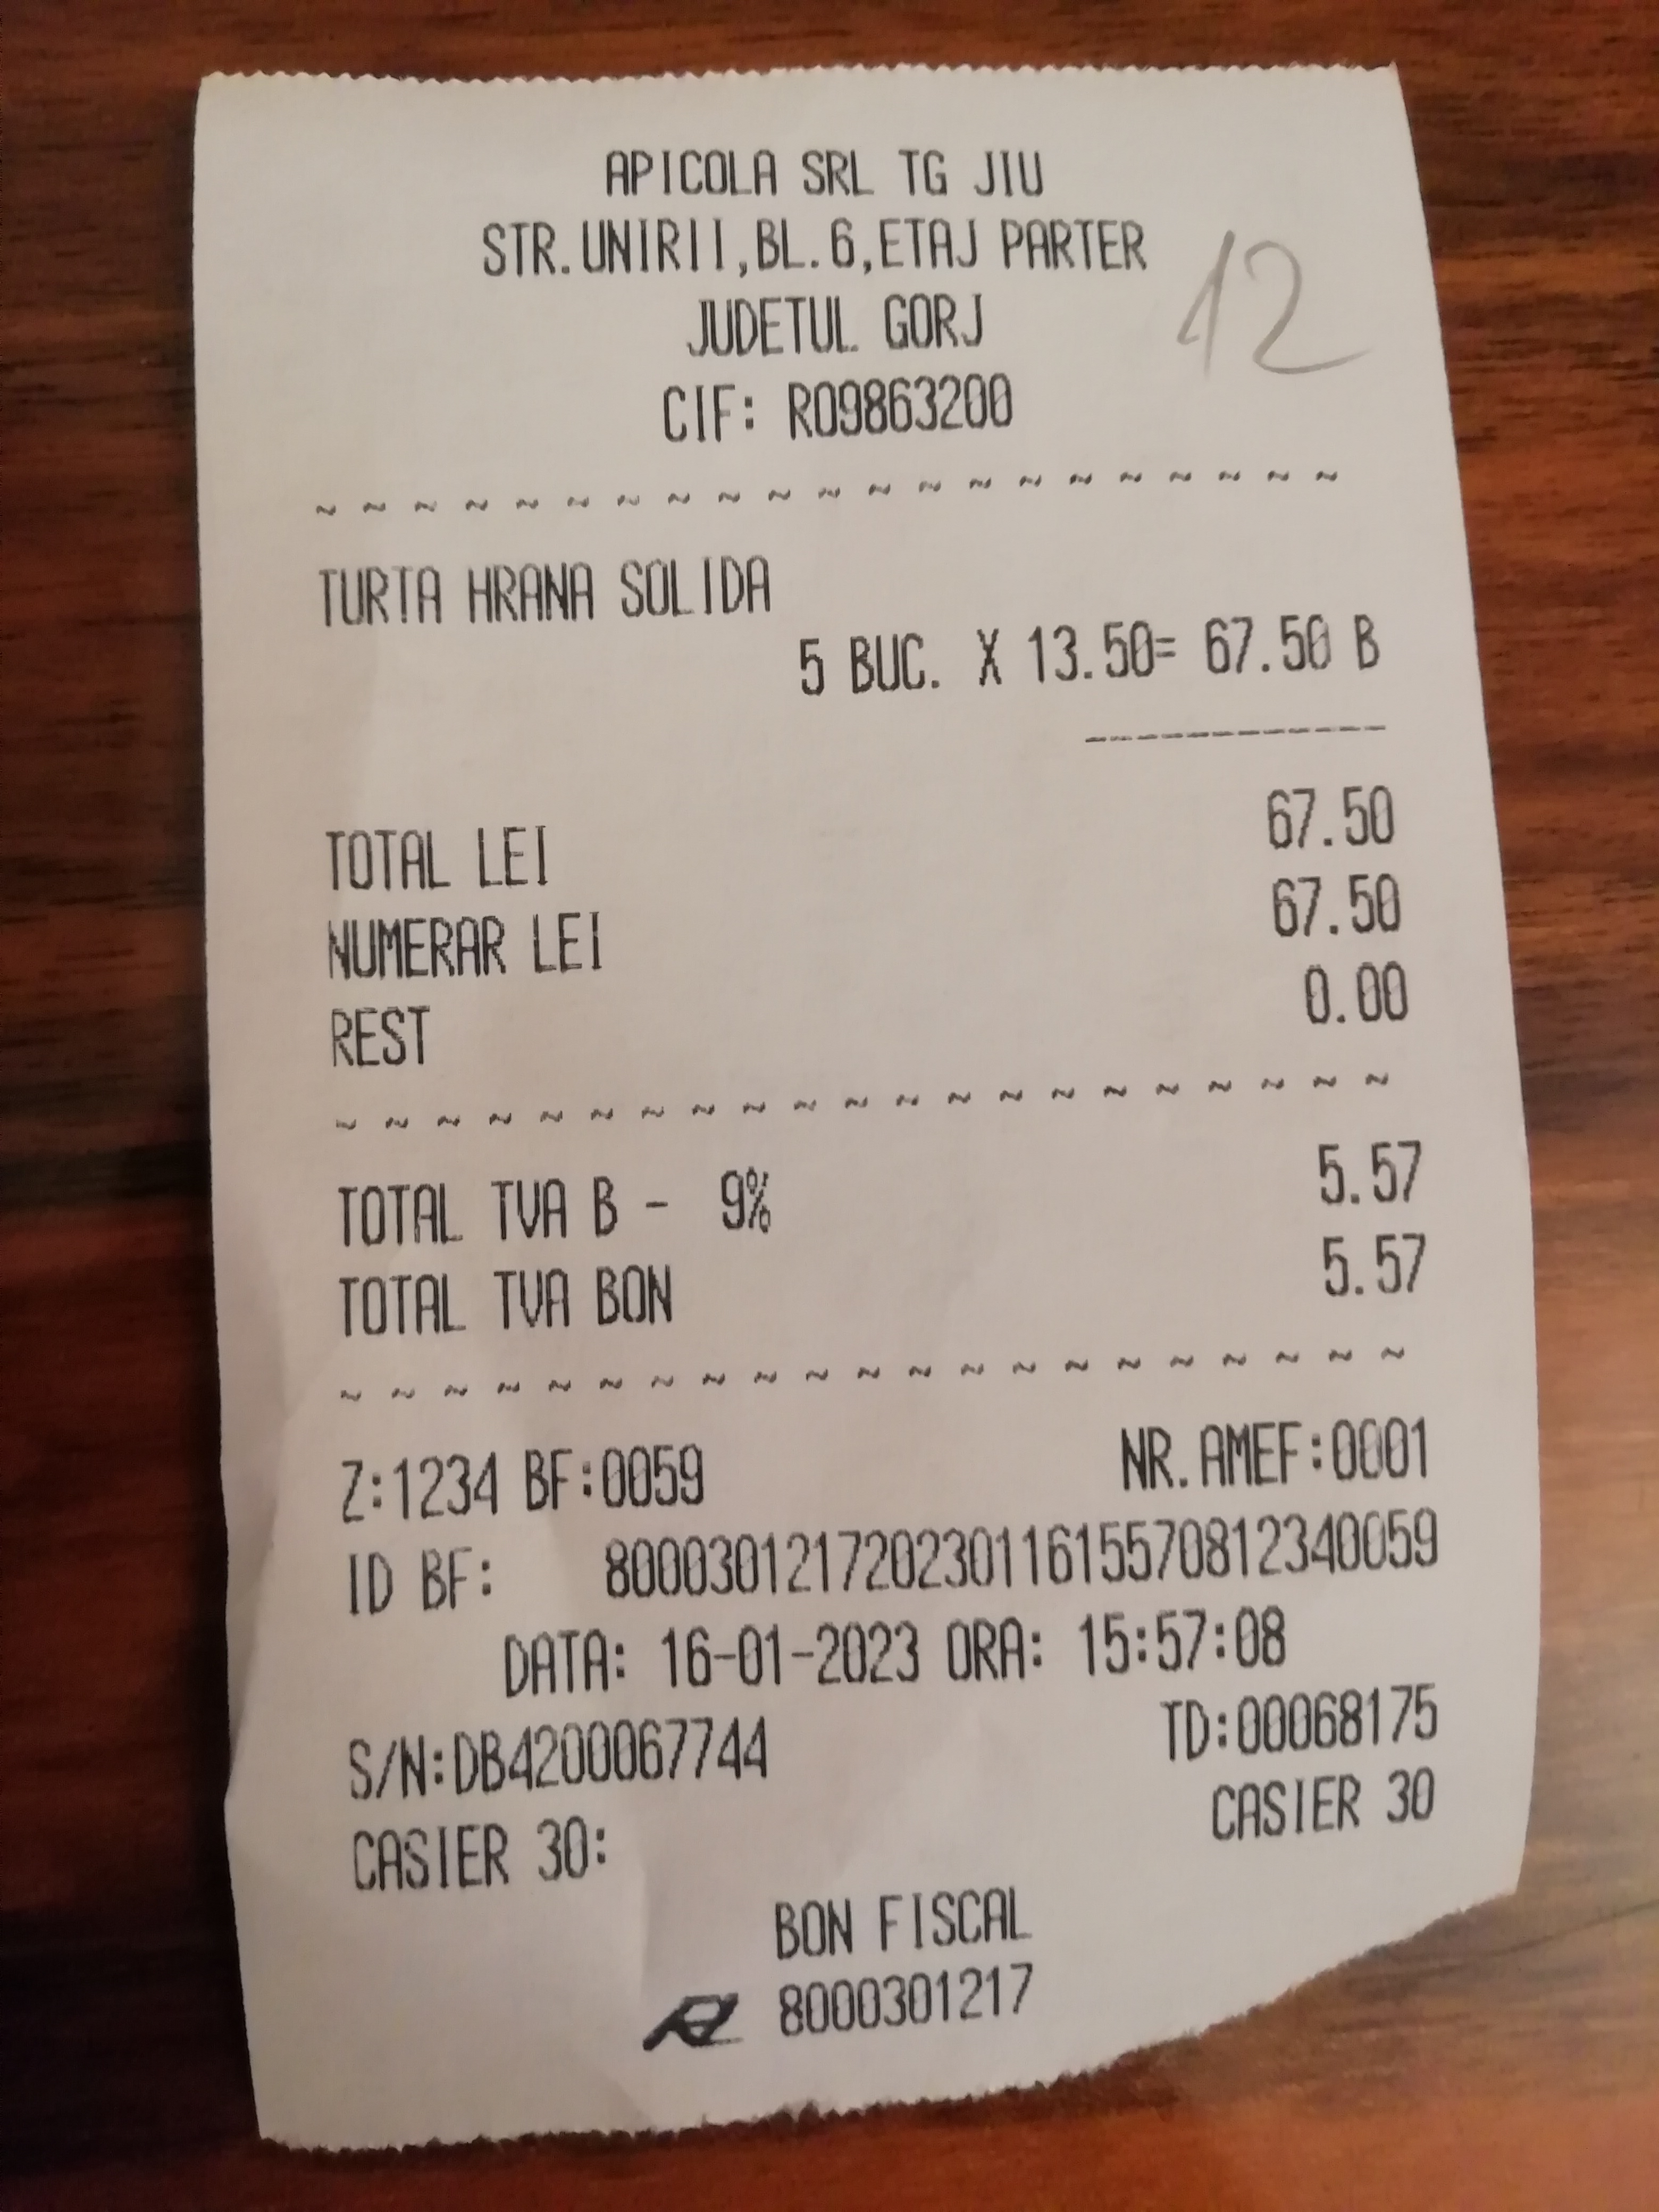 APICOLA SRL TG JIU
STR.UNIRII,BL.6,ETAJ PARTER
12
JUDETUL GORJ
CIF: RO9863200
~ ~ ~ ~ ~ ~ ~ ~ ~ ~ ~ ~ ~ ~ ~ ~ ~ ~ ~ ~ ~
TURTA HRANA SOLIDA
5 BUC. X 13.50= 67.50 B
------------
TOTAL LEI 67.50
NUMERAR LEI 67.50
REST 0.00
~ ~ ~ ~ ~ ~ ~ ~ ~ ~ ~ ~ ~ ~ ~ ~ ~ ~ ~ ~ ~
TOTAL TVA B - 9% 5.57
TOTAL TVA BON 5.57
~ ~ ~ ~ ~ ~ ~ ~ ~ ~ ~ ~ ~ ~ ~ ~ ~ ~ ~ ~ ~
Z:1234 BF:0059 NR.AMEF:0001
ID BF: 80003012172023011615570812340059
DATA: 16-01-2023 ORA: 15:57:08
S/N:DB4200067744 TD:00068175
CASIER 30: CASIER 30
BON FISCAL
8000301217